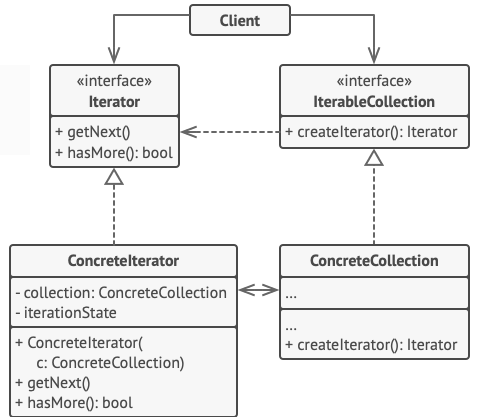 Client
«interface»
Iterator
+ getNext()
+ hasMore(): bool
«interface»
IterableCollection
+ createIterator(): Iterator
ConcreteIterator
- collection: ConcreteCollection
- iterationState
+ ConcreteIterator(
c: ConcreteCollection)
+ getNext()
+ hasMore(): bool
ConcreteCollection
...
...
+ createIterator(): Iterator